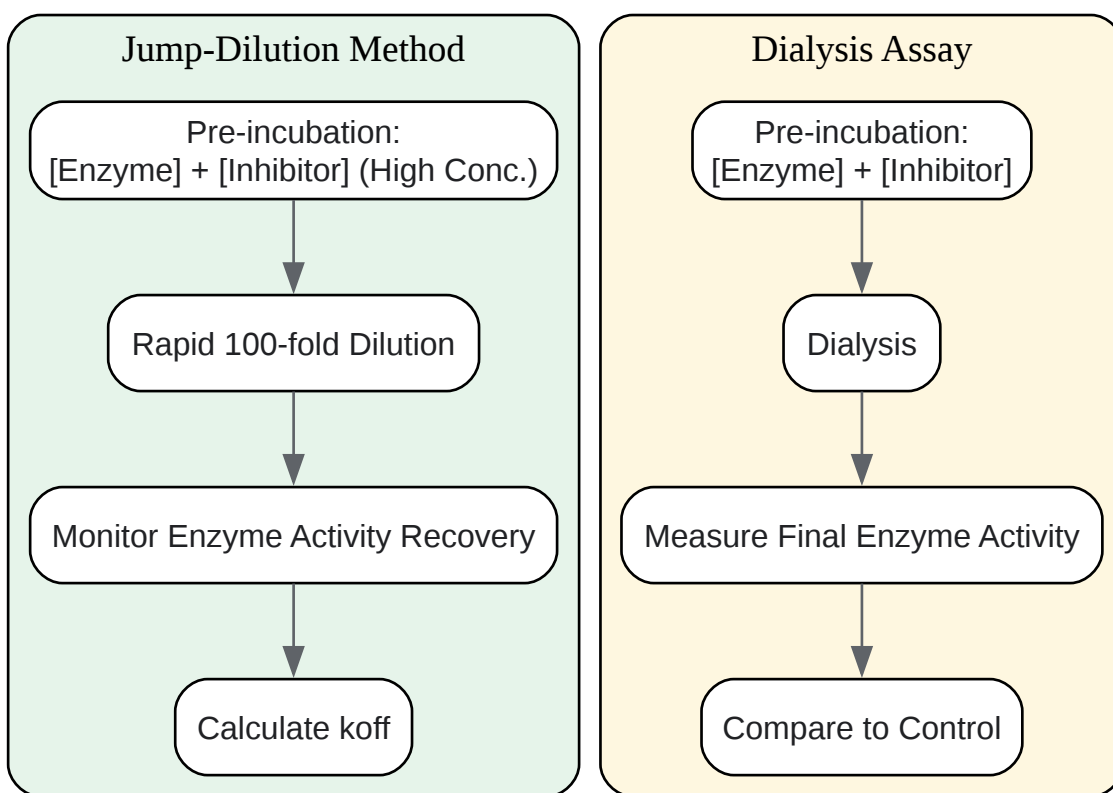 Jump-Dilution Method
Pre-incubation:
[Enzyme] + [Inhibitor] (High Conc.)
Rapid 100-fold Dilution
Monitor Enzyme Activity Recovery
Calculate koff
Dialysis Assay
Pre-incubation:
[Enzyme] + [Inhibitor]
Dialysis
Measure Final Enzyme Activity
Compare to Control